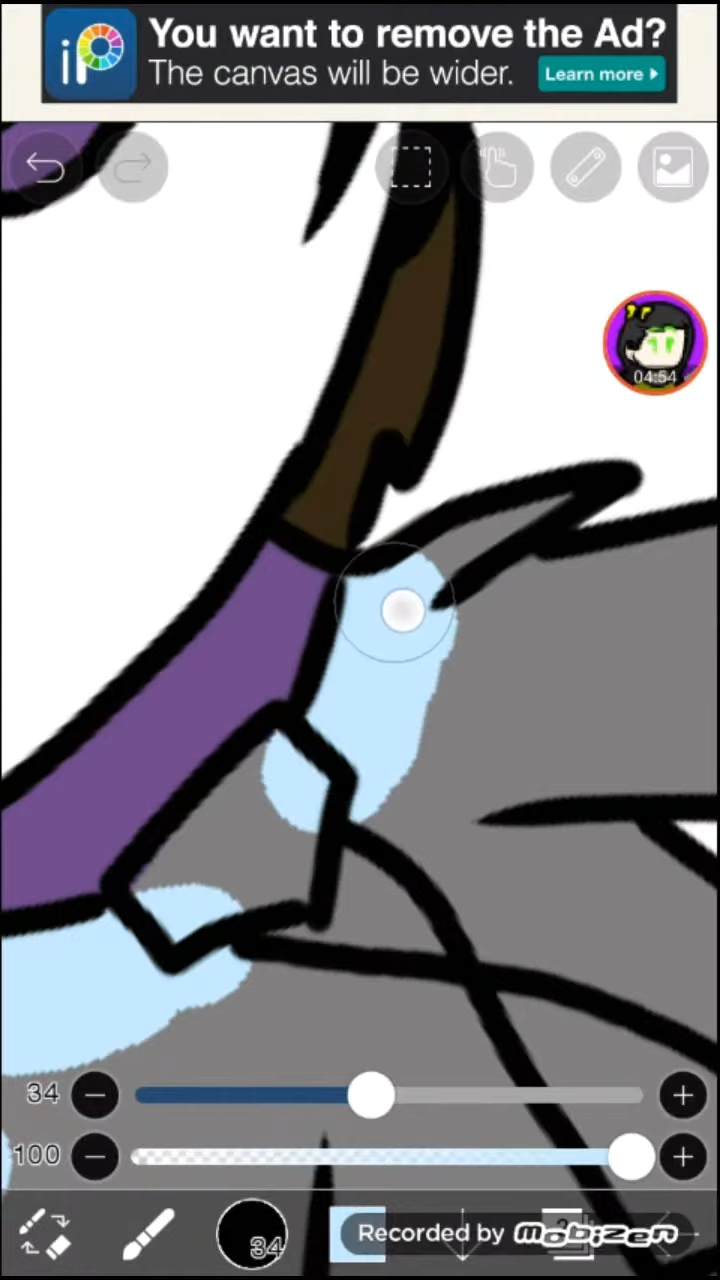 iP
You want to remove the Ad?
The canvas will be wider.
Learn more
04:54
34
100
34
Recorded by mobizen